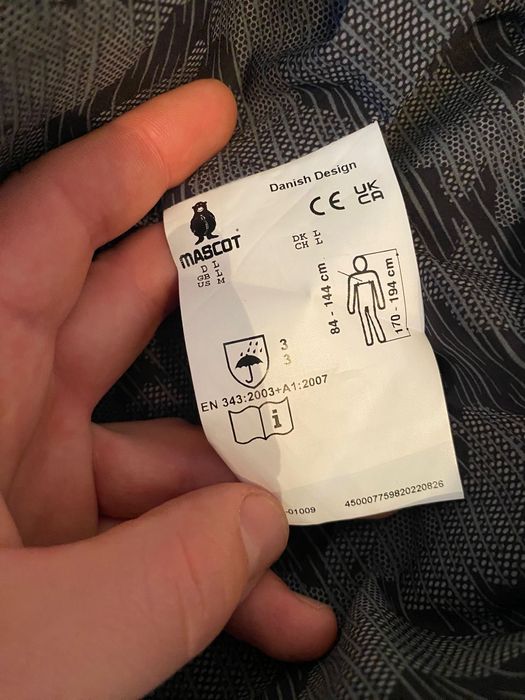 Danish Design
CE UK CA
MASCOT®
D L
GB L
US M
DK L
CH L
84 - 144 cm
170 - 194 cm
3
3
EN 343:2003+A1:2007
i
-01009
450007759820220826